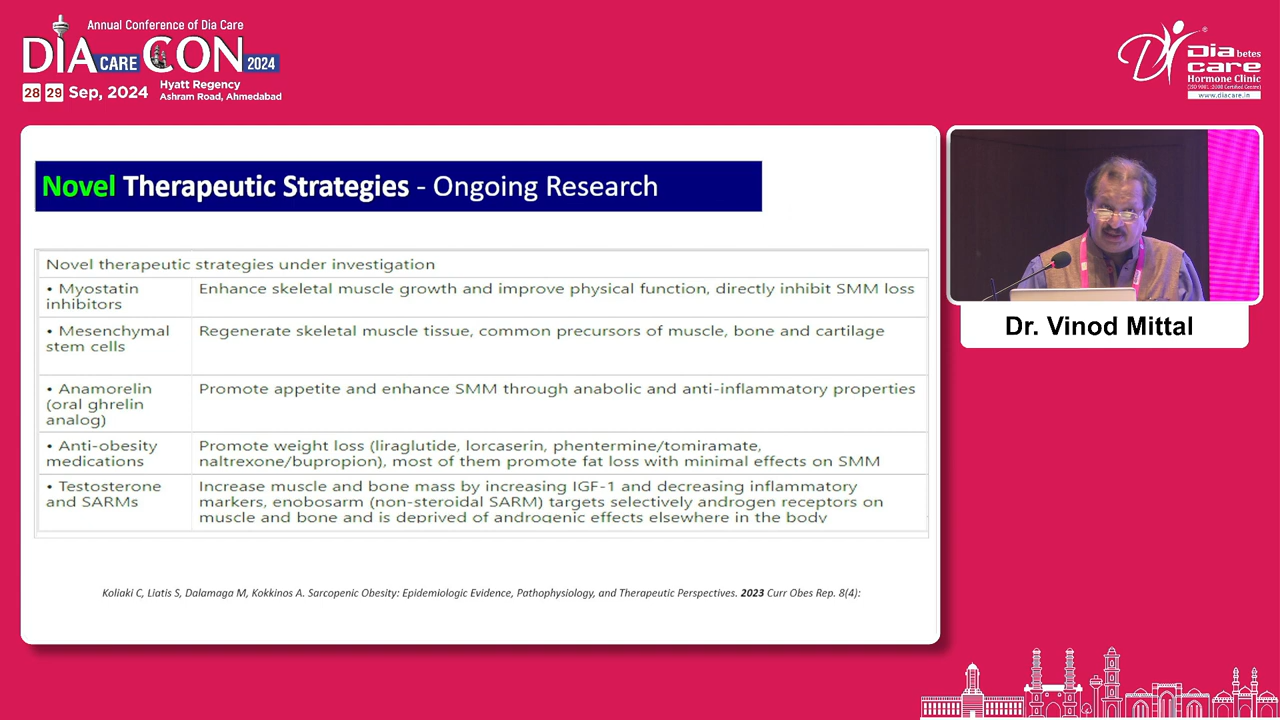 Annual Conference of Dia Care
DIA CARE CON 2024
28 29 Sep, 2024
Hyatt Regency
Ashram Road, Ahmedabad
Diabetes
care
Hormone Clinic
(ISO 9001:2008 Certified Centre)
www.diacare.in
Novel Therapeutic Strategies - Ongoing Research
Novel therapeutic strategies under investigation
• Myostatin
inhibitors
Enhance skeletal muscle growth and improve physical function, directly inhibit SMM loss
• Mesenchymal
stem cells
Regenerate skeletal muscle tissue, common precursors of muscle, bone and cartilage
• Anamorelin
(oral ghrelin
analog)
Promote appetite and enhance SMM through anabolic and anti-inflammatory properties
• Anti-obesity
medications
Promote weight loss (liraglutide, lorcaserin, phentermine/tomiramate,
naltrexone/bupropion), most of them promote fat loss with minimal effects on SMM
• Testosterone
and SARMs
Increase muscle and bone mass by increasing IGF-1 and decreasing inflammatory
markers, enobosarm (non-steroidal SARM) targets selectively androgen receptors on
muscle and bone and is deprived of androgenic effects elsewhere in the body
Koliaki C, Liatis S, Dalamaga M, Kokkinos A. Sarcopenic Obesity: Epidemiologic Evidence, Pathophysiology, and Therapeutic Perspectives. 2023 Curr Obes Rep. 8(4):
Dr. Vinod Mittal